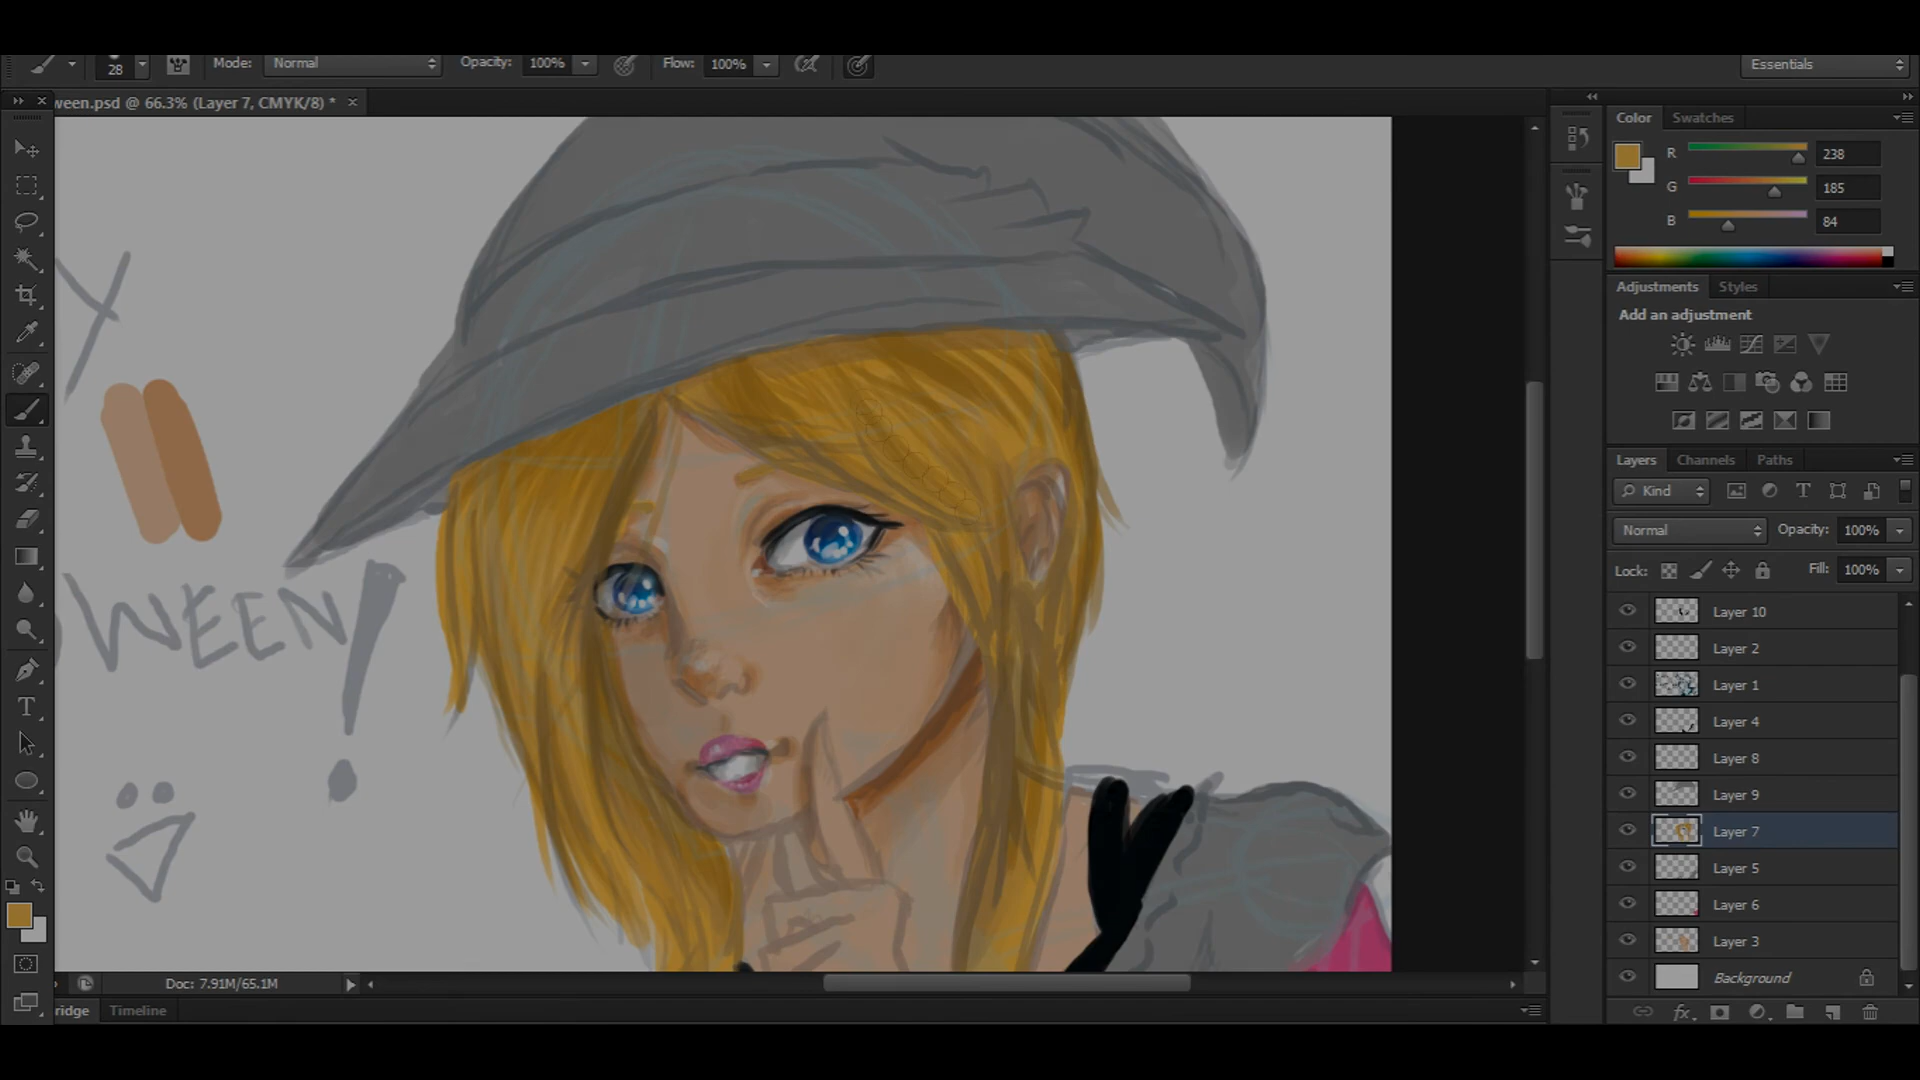 28 Mode: Normal Opacity: 100% Flow: 100% Essentials
ween.psd @ 66.3% (Layer 7, CMYK/8) *
Color Swatches
R 238
G 185
B 84
Adjustments Styles
Add an adjustment
Layers Channels Paths
Kind
Normal Opacity: 100%
Lock: Fill: 100%
Layer 10
Layer 2
Layer 1
Layer 4
Layer 8
Layer 9
Layer 7
Layer 5
Layer 6
Layer 3
Background
Y
WEEN!
Doc: 7.91M/65.1M
ridge Timeline